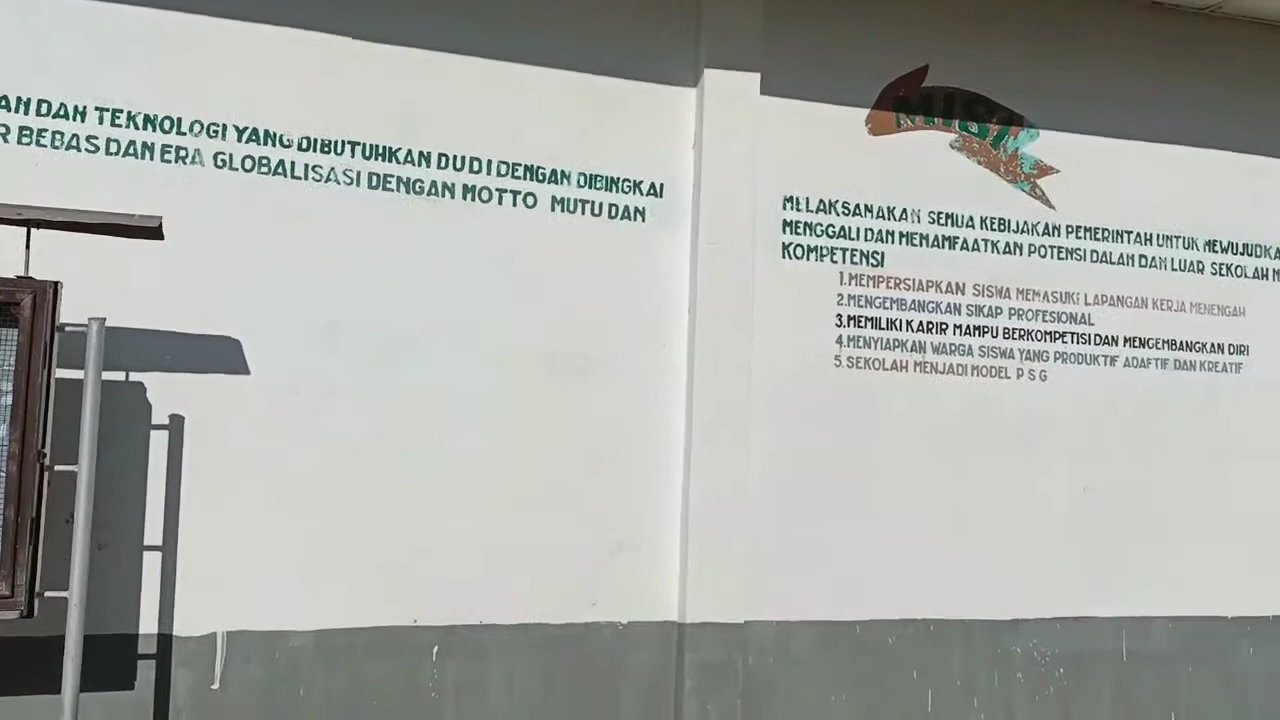 AN DAN TEKNOLOGI YANG DIBUTUHKAN DUDI DENGAN DIBINGKAI
R BEBAS DAN ERA GLOBALISASI DENGAN MOTTO MUTU DAN
MISI
MELAKSANAKAN SEMUA KEBIJAKAN PEMERINTAH UNTUK MEWUJUDKA
MENGGALI DAN MENAMFAATKAN POTENSI DALAM DAN LUAR SEKOLAH M
KOMPETENSI
1.MEMPERSIAPKAN SISWA MEMASUKI LAPANGAN KERJA MENENGAH
2.MENGEMBANGKAN SIKAP PROFESIONAL
3.MEMILIKI KARIR MAMPU BERKOMPETISI DAN MENGEMBANGKAN DIRI
4.MENYIAPKAN WARGA SISWA YANG PRODUKTIF ADAFTIF DAN KREATIF
5.SEKOLAH MENJADI MODEL P S G